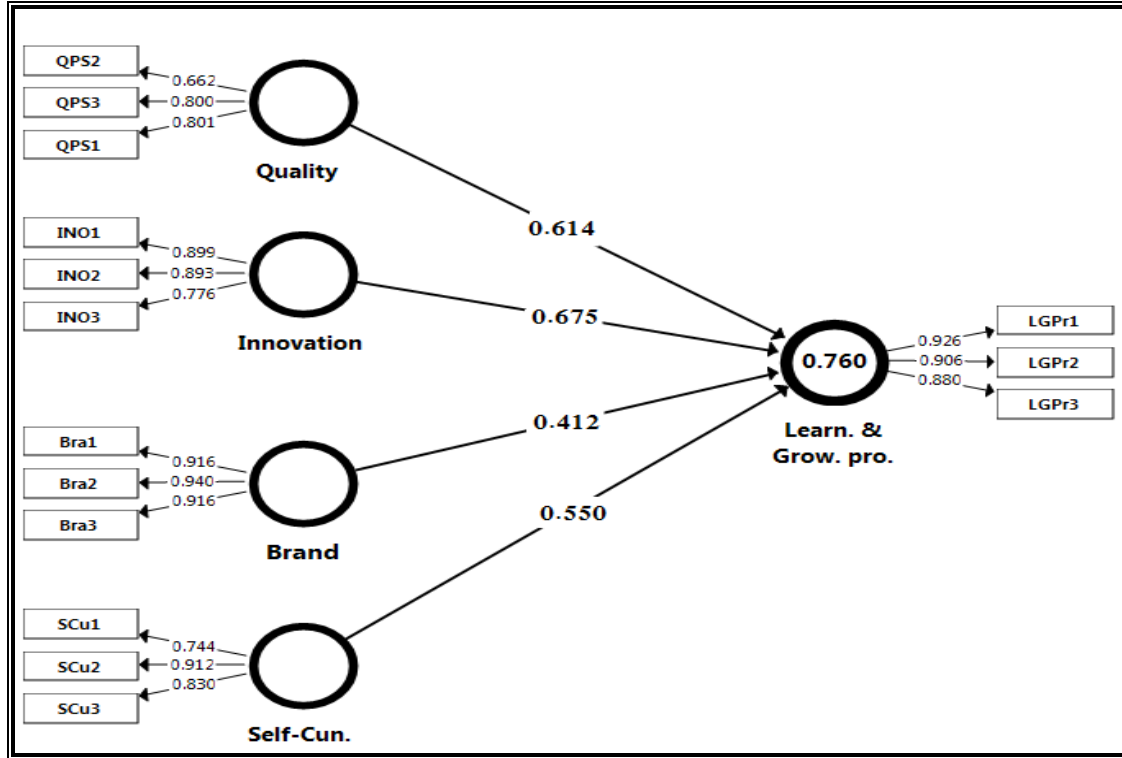 QPS2
0.662
QPS3
0.800
QPS1
0.801
Quality
0.614
INO1
0.899
INO2
0.893
INO3
0.776
Innovation
0.675
Bra1
0.916
Bra2
0.940
Bra3
0.916
Brand
0.412
SCu1
0.744
SCu2
0.912
SCu3
0.830
Self-Cun.
0.550
0.760
Learn. &
Grow. pro.
0.926
LGPr1
0.906
LGPr2
0.880
LGPr3